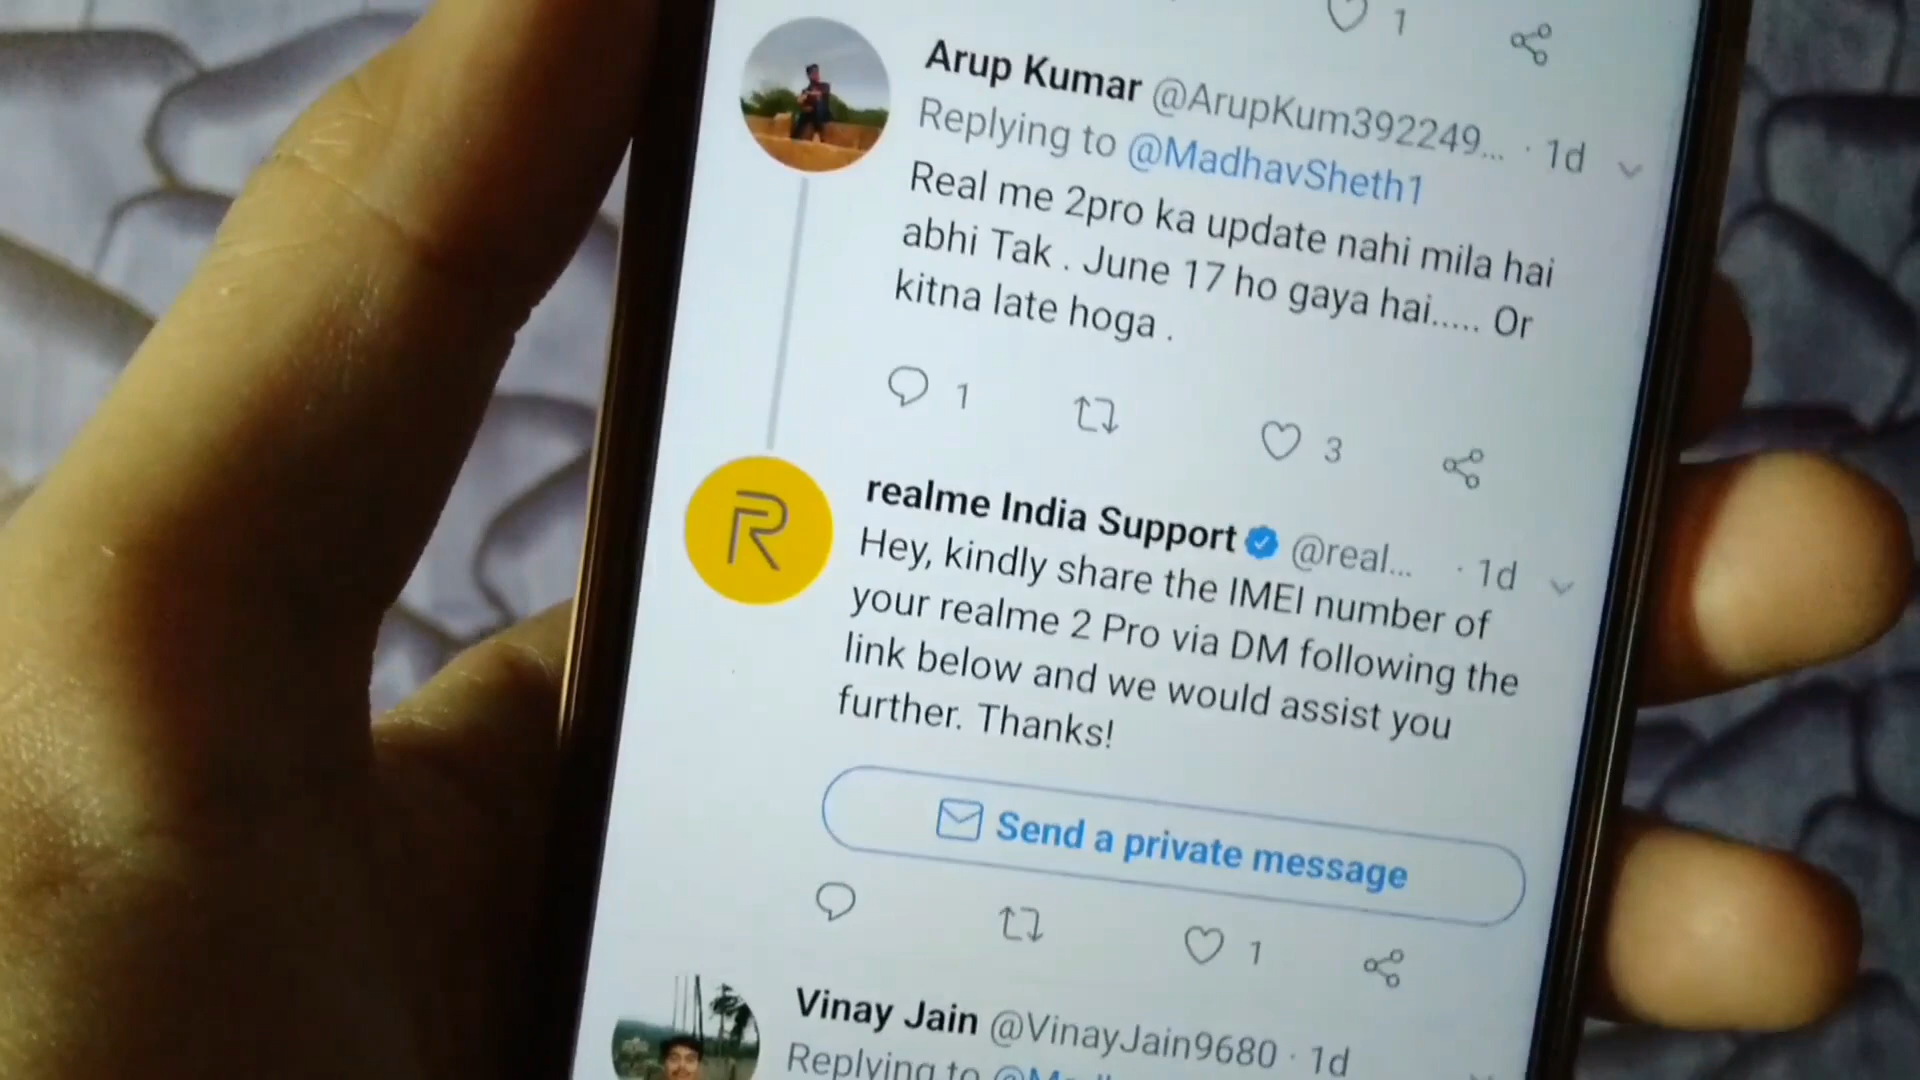 1
Arup Kumar @ArupKum392249... · 1d
Replying to @MadhavSheth1
Real me 2pro ka update nahi mila hai
abhi Tak . June 17 ho gaya hai..... Or
kitna late hoga .
1 3
realme India Support @real... · 1d
Hey, kindly share the IMEI number of
your realme 2 Pro via DM following the
link below and we would assist you
further. Thanks!
Send a private message
1
Vinay Jain @VinayJain9680 · 1d
Replying to